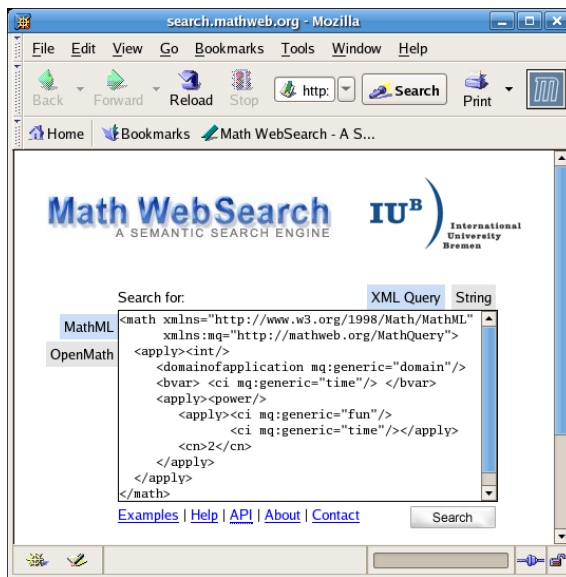 search.mathweb.org - Mozilla
File Edit View Go Bookmarks Tools Window Help
Back Forward Reload Stop http: Search Print
Home Bookmarks Math WebSearch - A S...
Math WebSearch
A SEMANTIC SEARCH ENGINE
IUB
International
University
Bremen
Search for: XML Query String
MathML
OpenMath
<math xmlns="http://www.w3.org/1998/Math/MathML"
xmlns:mq="http://mathweb.org/MathQuery">
<apply><int/>
<domainofapplication mq:generic="domain"/>
<bvar> <ci mq:generic="time"/> </bvar>
<apply><power/>
<apply><ci mq:generic="fun"/>
<ci mq:generic="time"/></apply>
<cn>2</cn>
</apply>
</apply>
</math>
Examples | Help | API | About | Contact Search